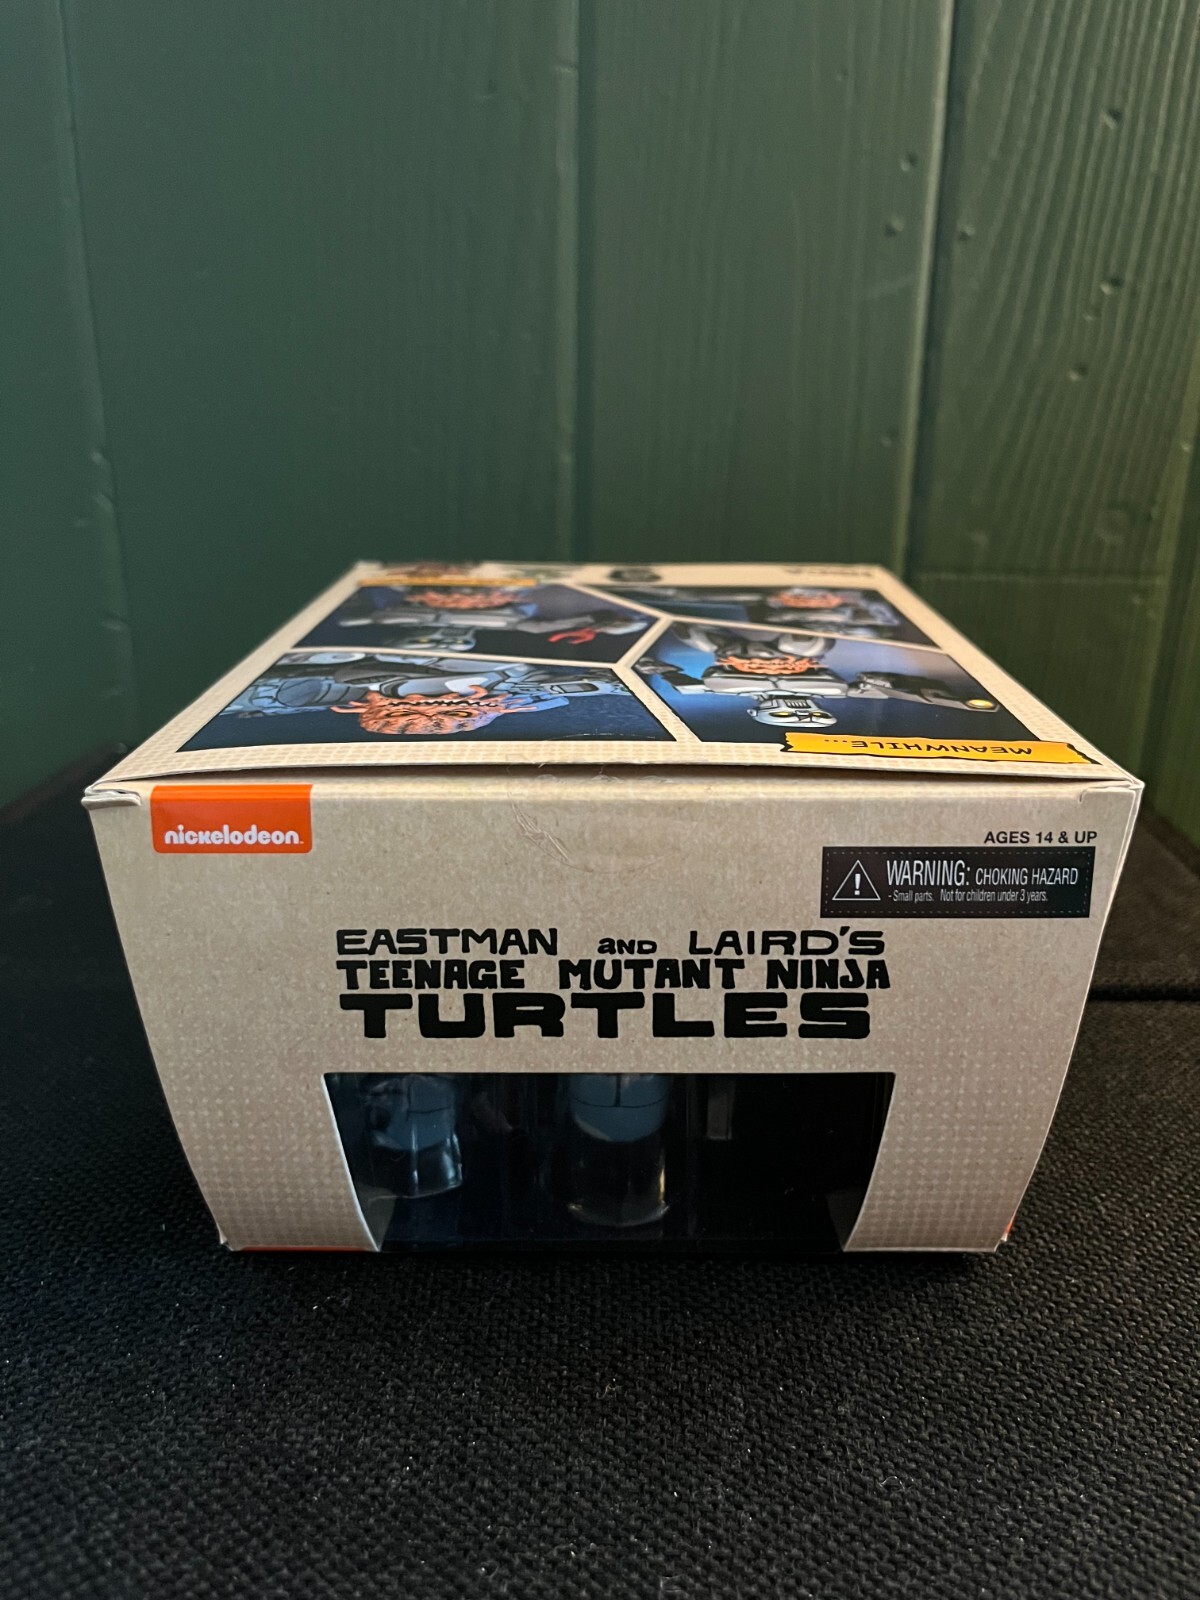 MEANWHILE...
nickelodeon
AGES 14 & UP
WARNING: CHOKING HAZARD
- Small parts. Not for children under 3 years.
EASTMAN AND LAIRD'S
TEENAGE MUTANT NINJA
TURTLES